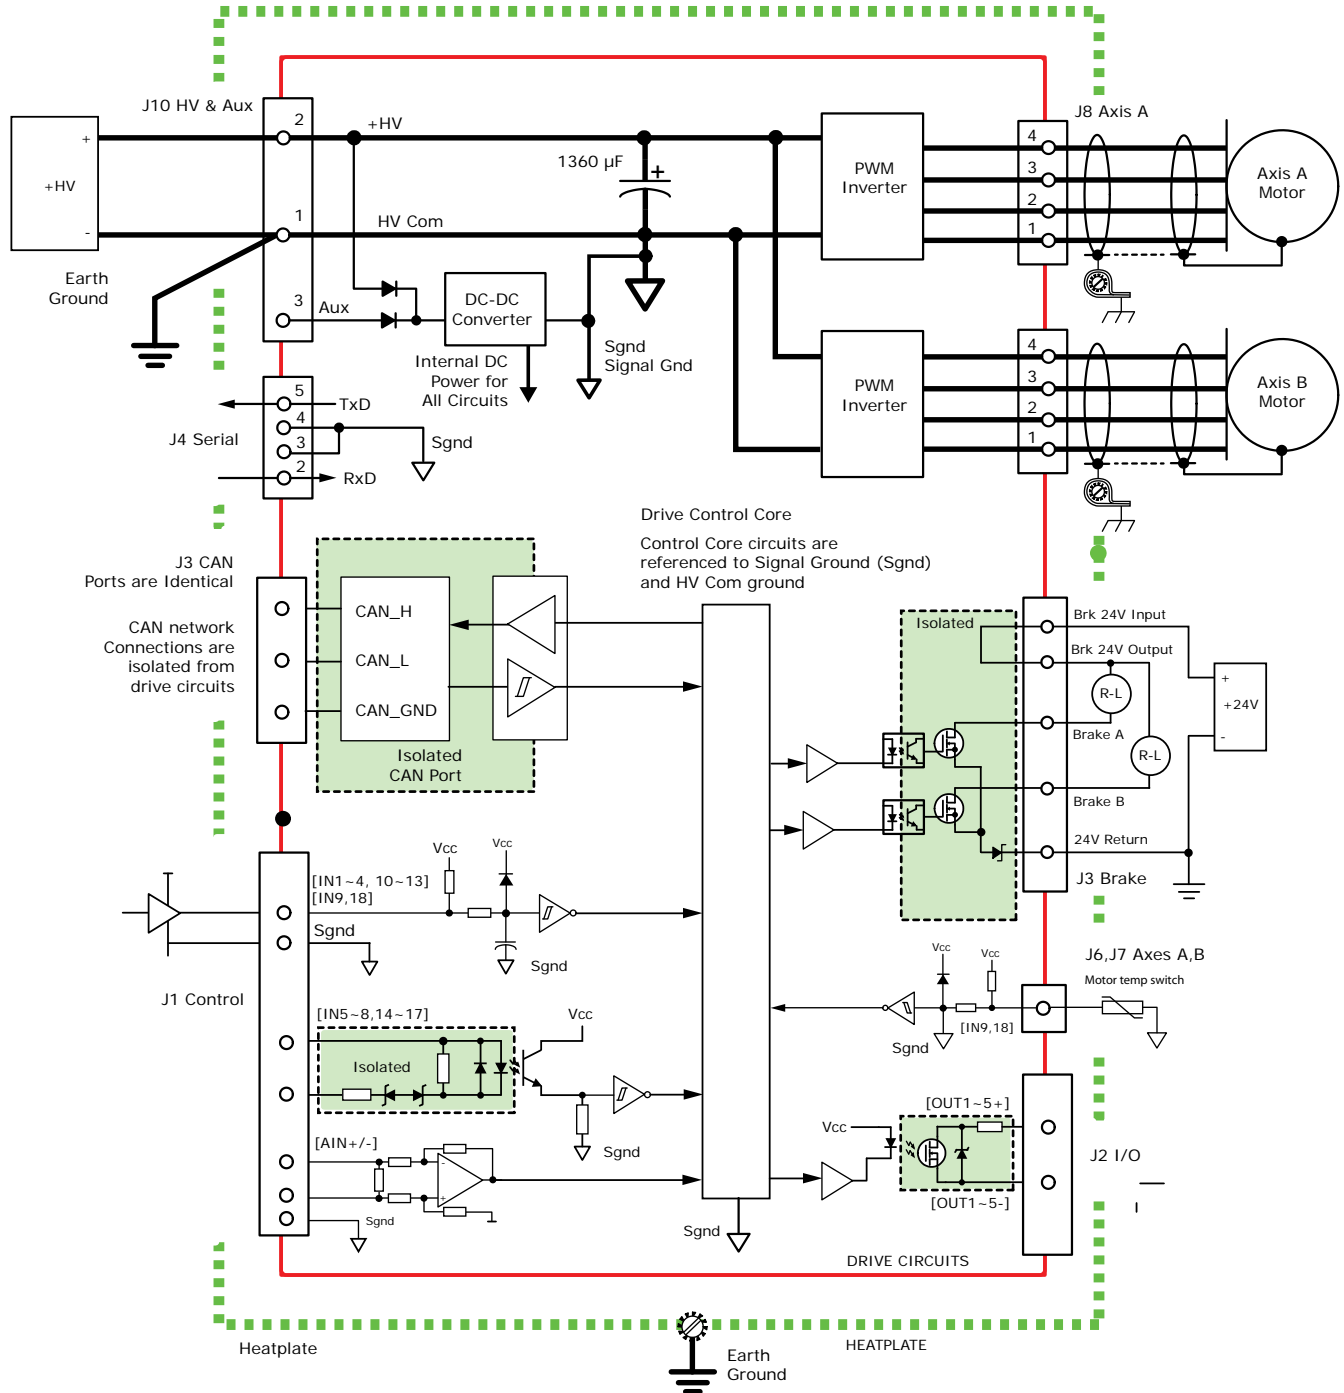 J10 HV & Aux
2
+HV
1360 µF
+
PWM
Inverter
J8 Axis A
4
3
2
1
Axis A
Motor
+
+HV
-
1
HV Com
Earth
Ground
3
Aux
DC-DC
Converter
Internal DC
Power for
All Circuits
Sgnd
Signal Gnd
PWM
Inverter
4
3
2
1
Axis B
Motor
5
TxD
4
J4 Serial
3
Sgnd
2
RxD
J3 CAN
Ports are Identical
CAN network
Connections are
isolated from
drive circuits
CAN_H
CAN_L
CAN_GND
Isolated
CAN Port
Drive Control Core
Control Core circuits are
referenced to Signal Ground (Sgnd)
and HV Com ground
Isolated
Brk 24V Input
Brk 24V Output
R-L
Brake A
R-L
Brake B
24V Return
+
+24V
-
J3 Brake
Vcc
Vcc
[IN1~4, 10~13]
[IN9,18]
Sgnd
Sgnd
J1 Control
Vcc
Vcc
J6,J7 Axes A,B
Motor temp switch
[IN9,18]
Sgnd
[IN5~8,14~17]
Vcc
Isolated
Sgnd
[AIN+/-]
-
+
Sgnd
Vcc
[OUT1~5+]
[OUT1~5-]
J2 I/O
Sgnd
DRIVE CIRCUITS
Heatplate
Earth
Ground
HEATPLATE